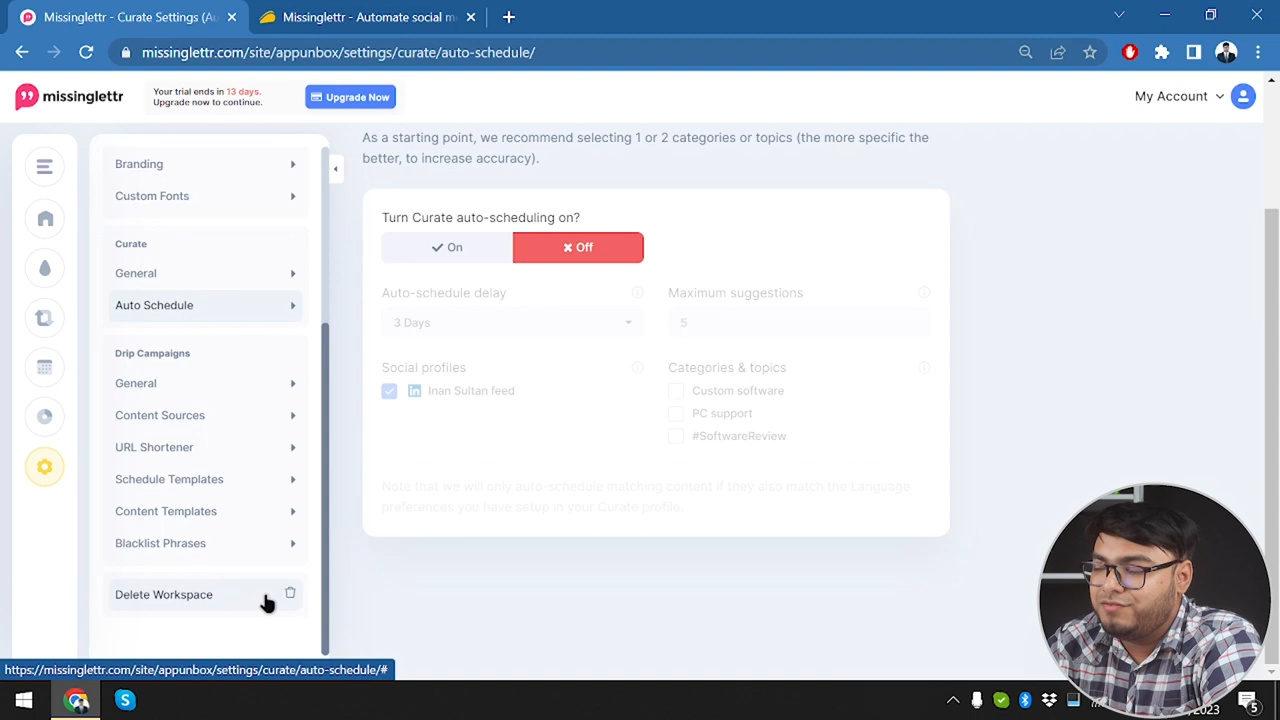 Missinglettr - Curate Settings (Au
Missinglettr - Automate social m
missinglettr.com/site/appunbox/settings/curate/auto-schedule/
missinglettr
Your trial ends in 13 days.
Upgrade now to continue.
Upgrade Now
My Account
As a starting point, we recommend selecting 1 or 2 categories or topics (the more specific the
better, to increase accuracy).
Branding
Custom Fonts
Curate
General
Auto Schedule
Drip Campaigns
General
Content Sources
URL Shortener
Schedule Templates
Content Templates
Blacklist Phrases
Delete Workspace
Turn Curate auto-scheduling on?
On
Off
Auto-schedule delay
Maximum suggestions
3 Days
5
Social profiles
Categories & topics
Inan Sultan feed
Custom software
PC support
#SoftwareReview
Note that we will only auto-schedule matching content if they also match the Language
preferences you have setup in your Curate profile.
https://missinglettr.com/site/appunbox/settings/curate/auto-schedule/#
2023
5